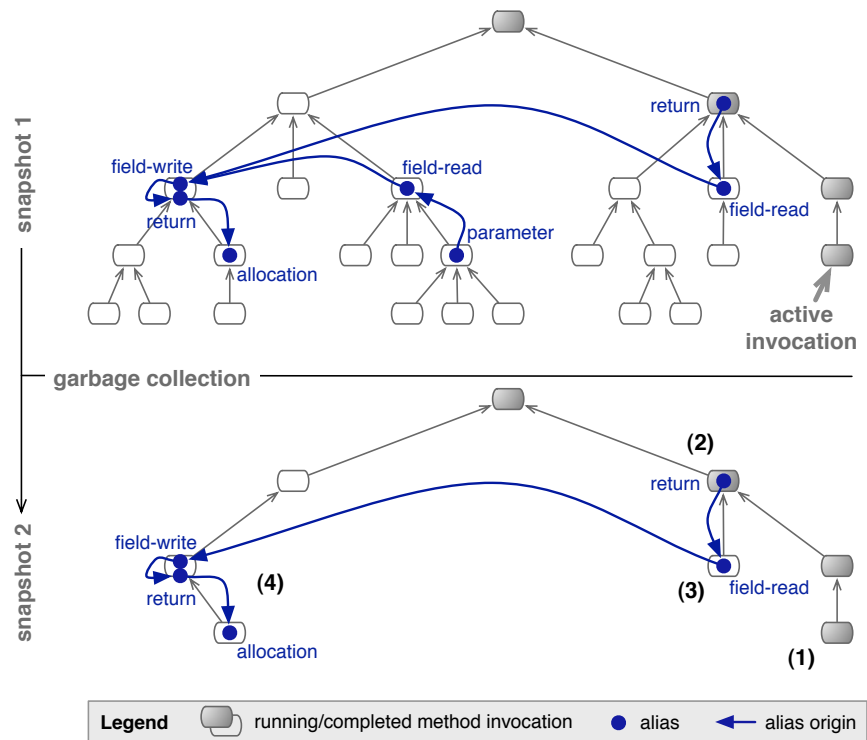 snapshot 1
return
field-write
field-read
return
field-read
parameter
allocation
active
invocation
garbage collection
snapshot 2
(2)
return
field-write
(4)
(3)
field-read
return
(1)
allocation
Legend running/completed method invocation alias alias origin